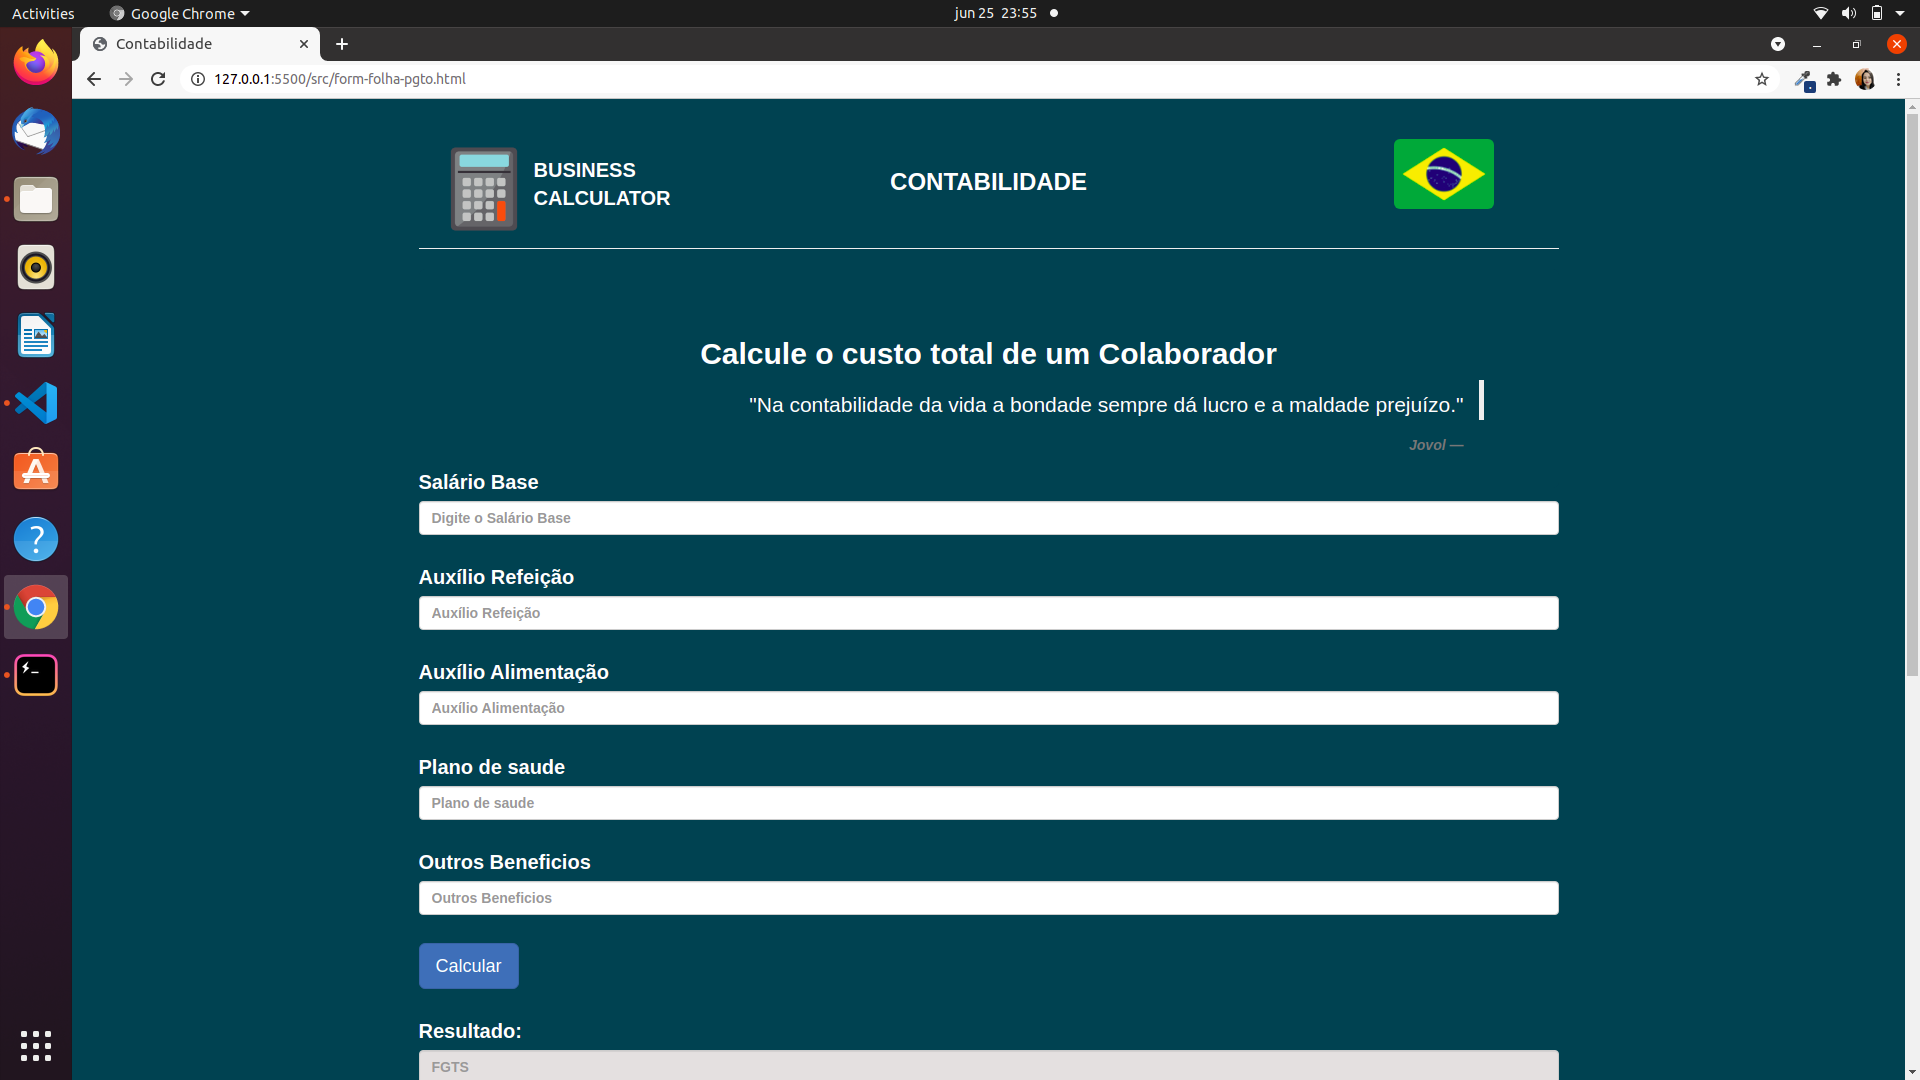 Activities
Google Chrome
jun 25 23:55
Contabilidade
127.0.0.1:5500/src/form-folha-pgto.html
BUSINESS
CALCULATOR
CONTABILIDADE
Calcule o custo total de um Colaborador
"Na contabilidade da vida a bondade sempre dá lucro e a maldade prejuízo."
Jovol —
Salário Base
Digite o Salário Base
Auxílio Refeição
Auxílio Refeição
Auxílio Alimentação
Auxílio Alimentação
Plano de saude
Plano de saude
Outros Beneficios
Outros Beneficios
Calcular
Resultado:
FGTS